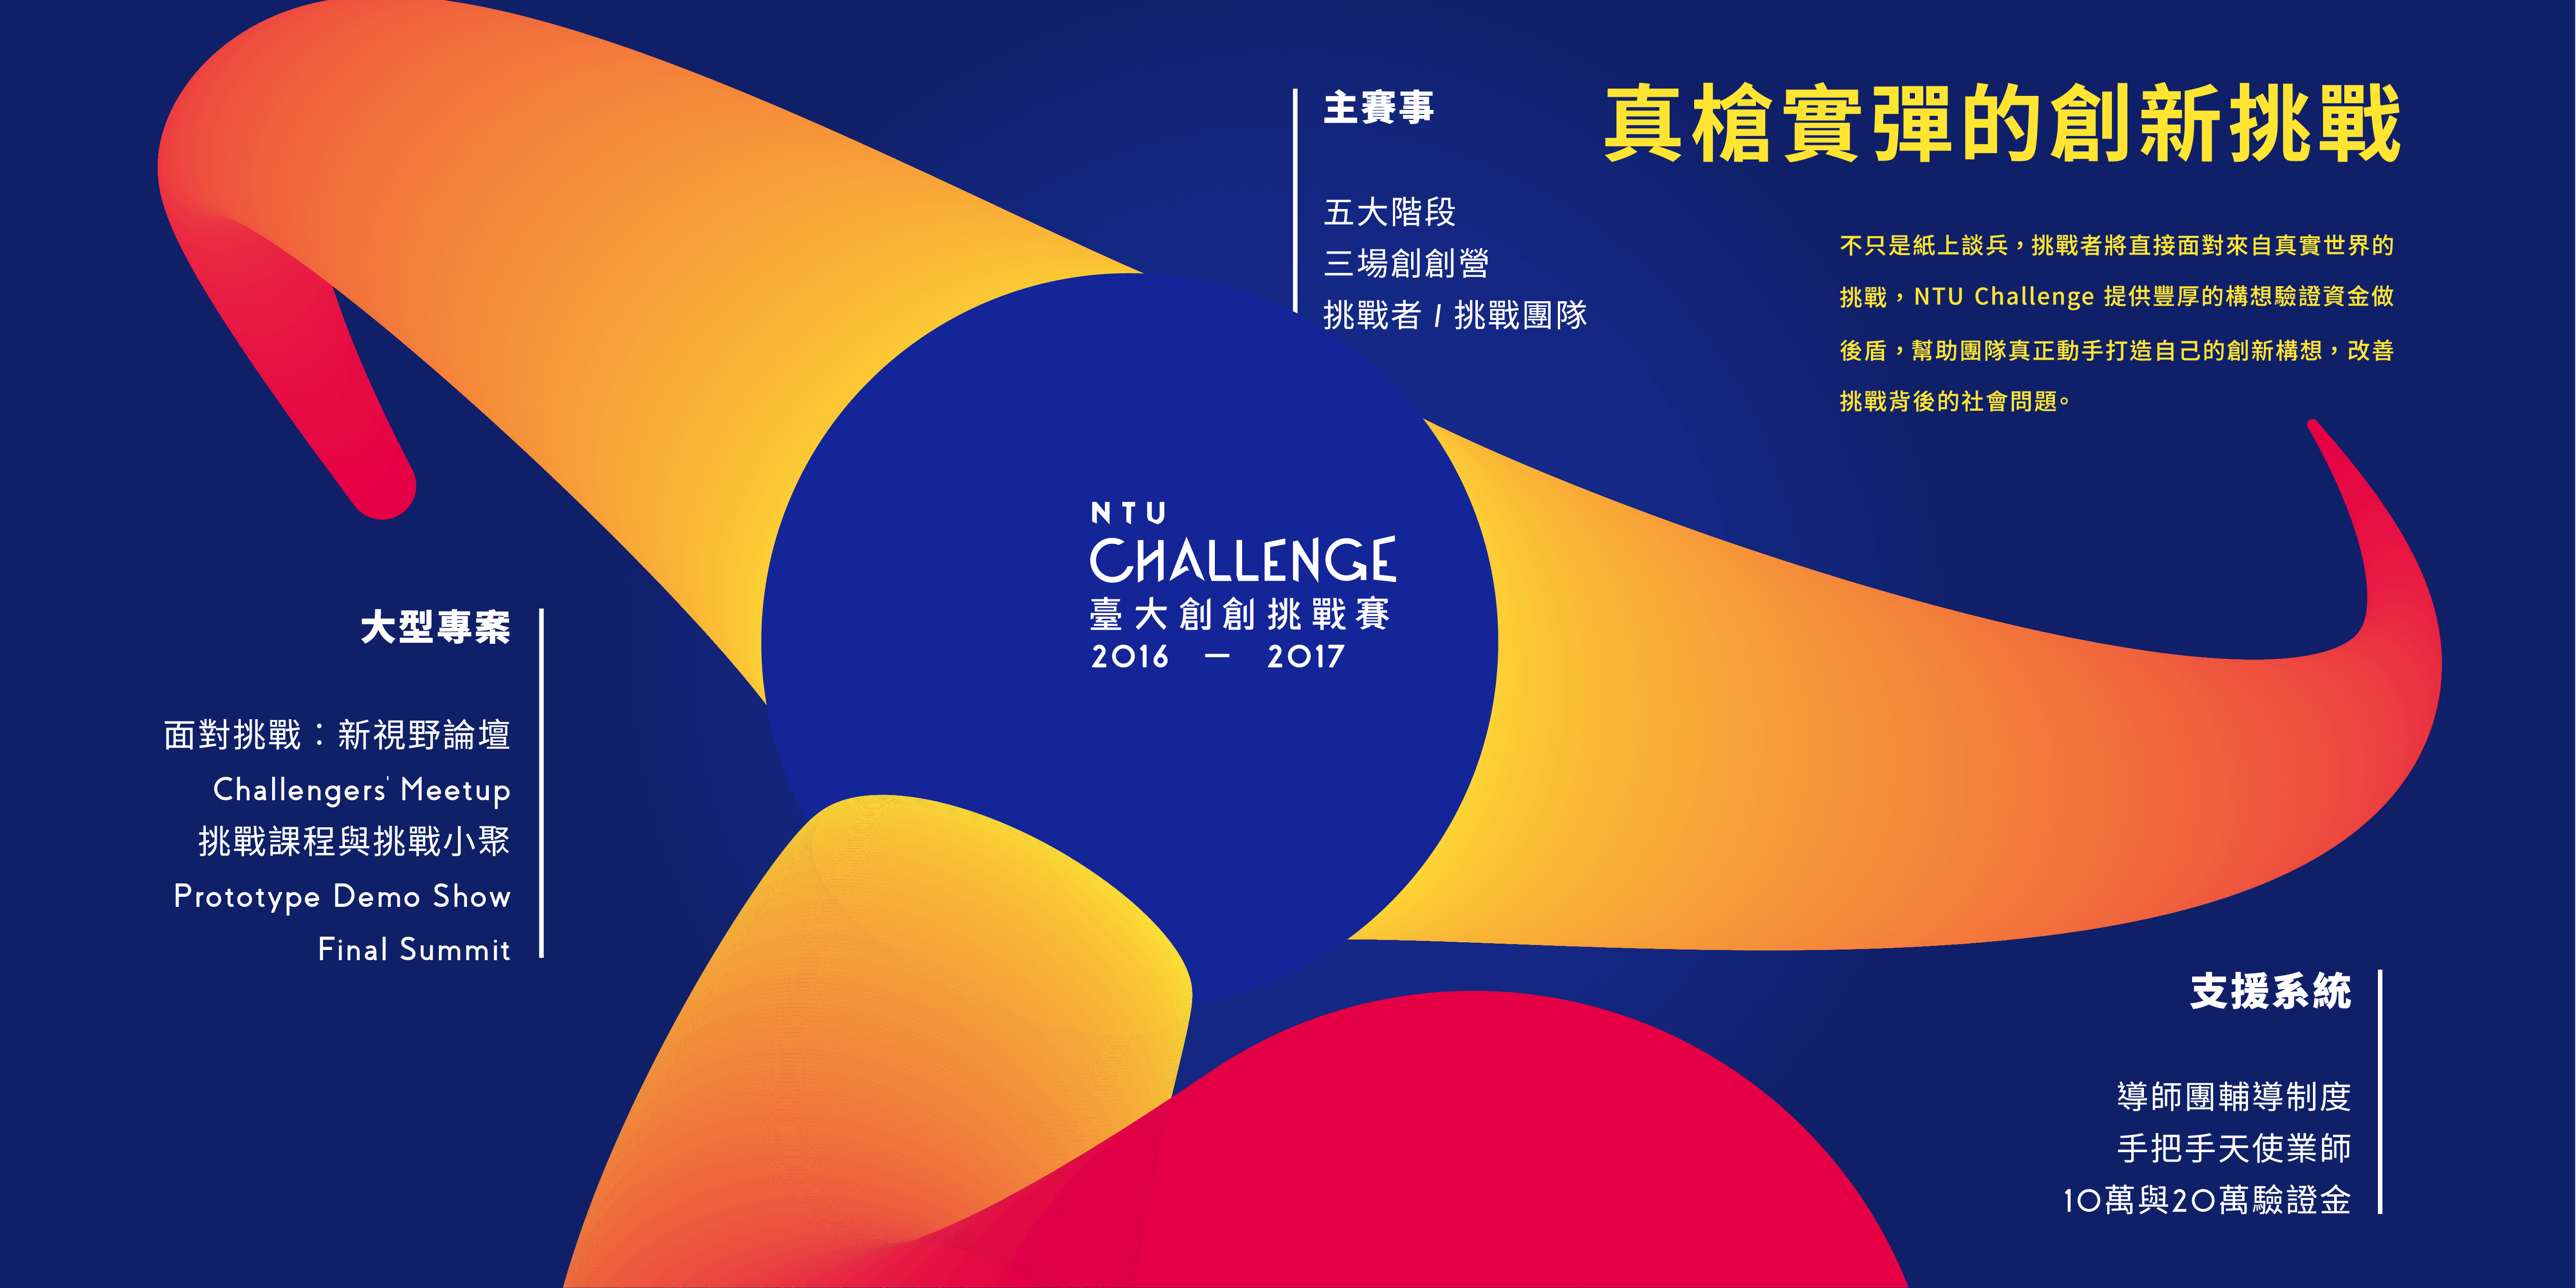 真槍實彈的創新挑戰
不只是紙上談兵，挑戰者將直接面對來自真實世界的
挑戰，NTU Challenge 提供豐厚的構想驗證資金做
後盾，幫助團隊真正動手打造自己的創新構想，改善
挑戰背後的社會問題。
主賽事
五大階段
三場創創營
挑戰者 / 挑戰團隊
NTU
CHALLENGE
臺大創創挑戰賽
2016 — 2017
大型專案
面對挑戰：新視野論壇
Challengers' Meetup
挑戰課程與挑戰小聚
Prototype Demo Show
Final Summit
支援系統
導師團輔導制度
手把手天使業師
10萬與20萬驗證金